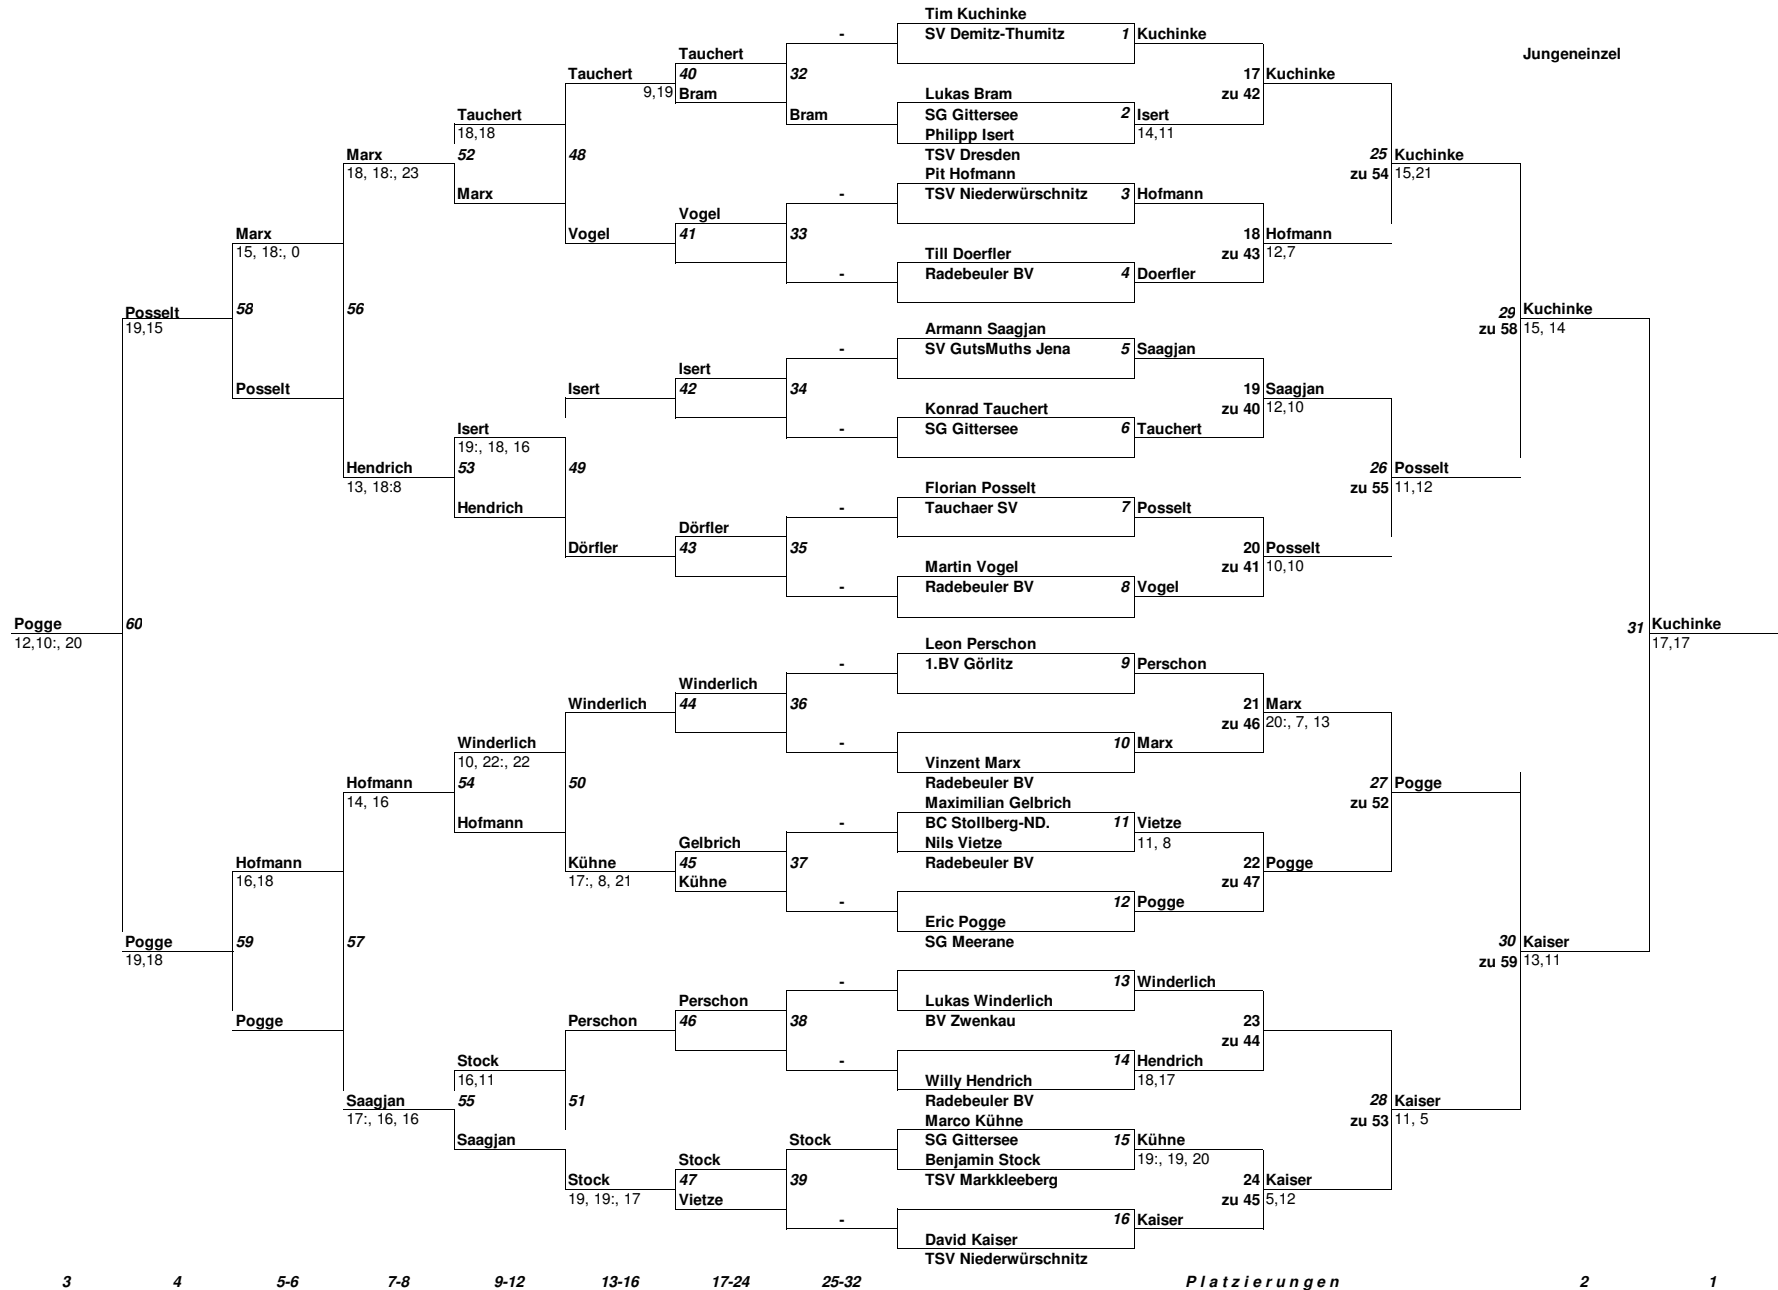 Tim Kuchinke
- SV Demitz-Thumitz 1 Kuchinke
Tauchert Jungeneinzel
Tauchert 40 32 17 Kuchinke
9,19 Bram Lukas Bram zu 42
Tauchert Bram SG Gittersee 2 Isert
18,18 Philipp Isert 14,11
Marx 52 48 TSV Dresden 25 Kuchinke
18, 18:, 23 Pit Hofmann zu 54 15,21
Marx - TSV Niederwürschnitz 3 Hofmann
Vogel
Marx Vogel 41 33 18 Hofmann
15, 18:, 0 Till Doerfler zu 43 12,7
- Radebeuler BV 4 Doerfler
Posselt 58 56 29 Kuchinke
19,15 Armann Saagjan zu 58 15, 14
- SV GutsMuths Jena 5 Saagjan
Isert
Posselt Isert 42 34 19 Saagjan
Konrad Tauchert zu 40 12,10
Isert - SG Gittersee 6 Tauchert
19:, 18, 16
Hendrich 53 49 26 Posselt
13, 18:8 Florian Posselt zu 55 11,12
Hendrich - Tauchaer SV 7 Posselt
Dörfler
Dörfler 43 35 20 Posselt
Martin Vogel zu 41 10,10
- Radebeuler BV 8 Vogel
Pogge 60 31 Kuchinke
12,10:, 20 Leon Perschon 17,17
- 1.BV Görlitz 9 Perschon
Winderlich
Winderlich 44 36 21 Marx
zu 46 20:, 7, 13
Winderlich - 10 Marx
10, 22:, 22 Vinzent Marx
Hofmann 54 50 Radebeuler BV 27 Pogge
14, 16 Maximilian Gelbrich zu 52
Hofmann - BC Stollberg-ND. 11 Vietze
Gelbrich Nils Vietze 11, 8
Hofmann Kühne 45 37 Radebeuler BV 22 Pogge
16,18 17:, 8, 21 Kühne zu 47
- 12 Pogge
Eric Pogge
Pogge 59 57 SG Meerane 30 Kaiser
19,18 zu 59 13,11
- 13 Winderlich
Perschon Lukas Winderlich
Pogge Perschon 46 38 BV Zwenkau 23
zu 44
Stock - 14 Hendrich
16,11 Willy Hendrich 18,17
Saagjan 55 51 Radebeuler BV 28 Kaiser
17:, 16, 16 Marco Kühne zu 53 11, 5
Saagjan Stock SG Gittersee 15 Kühne
Stock Benjamin Stock 19:, 19, 20
Stock 47 39 TSV Markkleeberg 24 Kaiser
19, 19:, 17 Vietze zu 45 5,12
- 16 Kaiser
David Kaiser
TSV Niederwürschnitz
3 4 5-6 7-8 9-12 13-16 17-24 25-32 Platzierungen 2 1